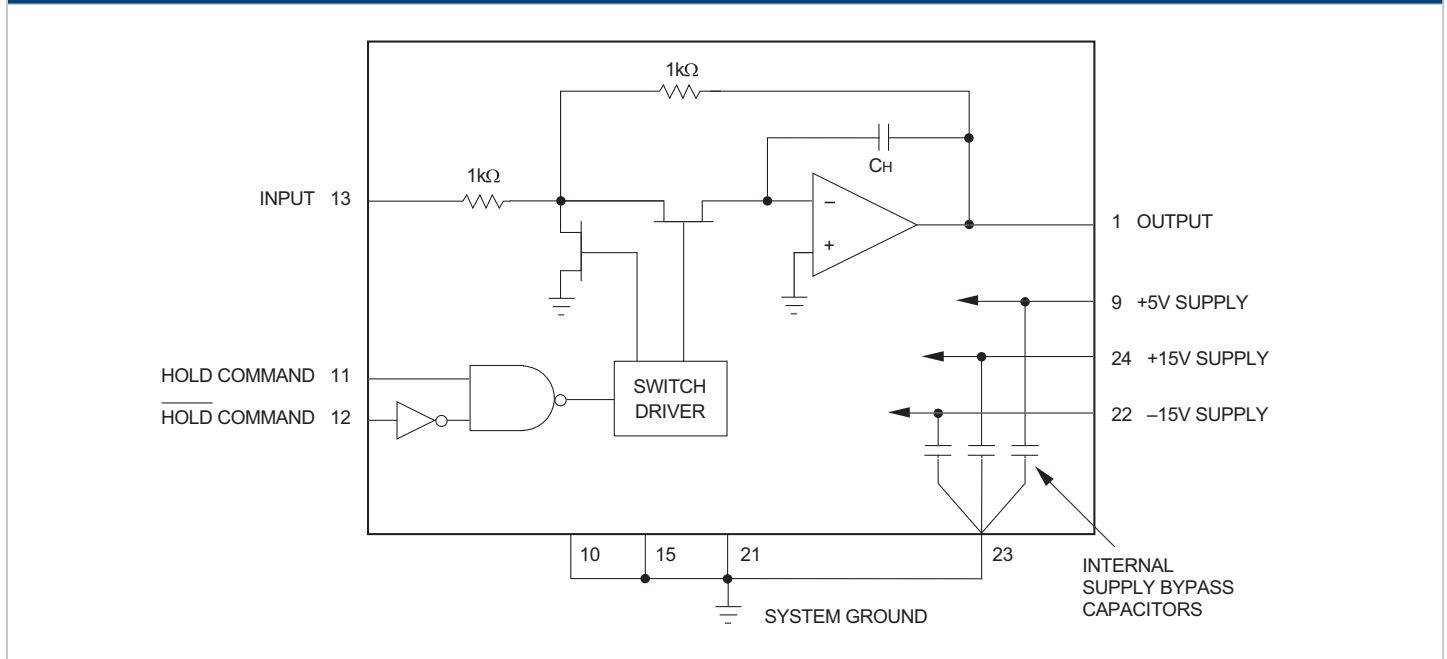 1kΩ
CH
1kΩ
INPUT 13
–
+
1 OUTPUT
9 +5V SUPPLY
24 +15V SUPPLY
22 –15V SUPPLY
HOLD COMMAND 11
HOLD COMMAND 12
SWITCH
DRIVER
10 15 21 23
INTERNAL
SUPPLY BYPASS
CAPACITORS
SYSTEM GROUND